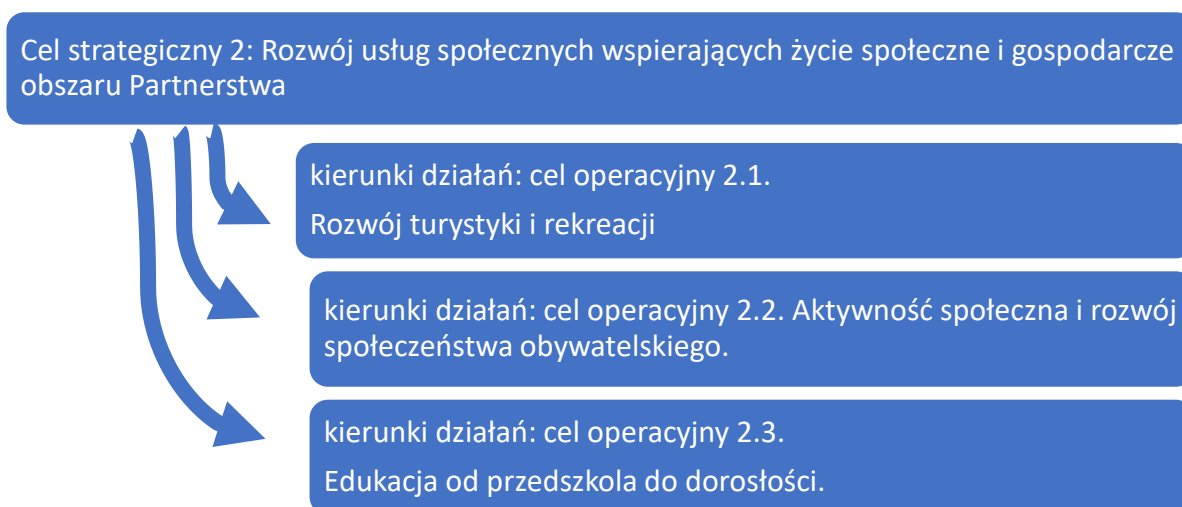 Cel strategiczny 2: Rozwój usług społecznych wspierających życie społeczne i gospodarcze
obszaru Partnerstwa
kierunki działań: cel operacyjny 2.1.
Rozwój turystyki i rekreacji
kierunki działań: cel operacyjny 2.2. Aktywność społeczna i rozwój
społeczeństwa obywatelskiego.
kierunki działań: cel operacyjny 2.3.
Edukacja od przedszkola do dorosłości.